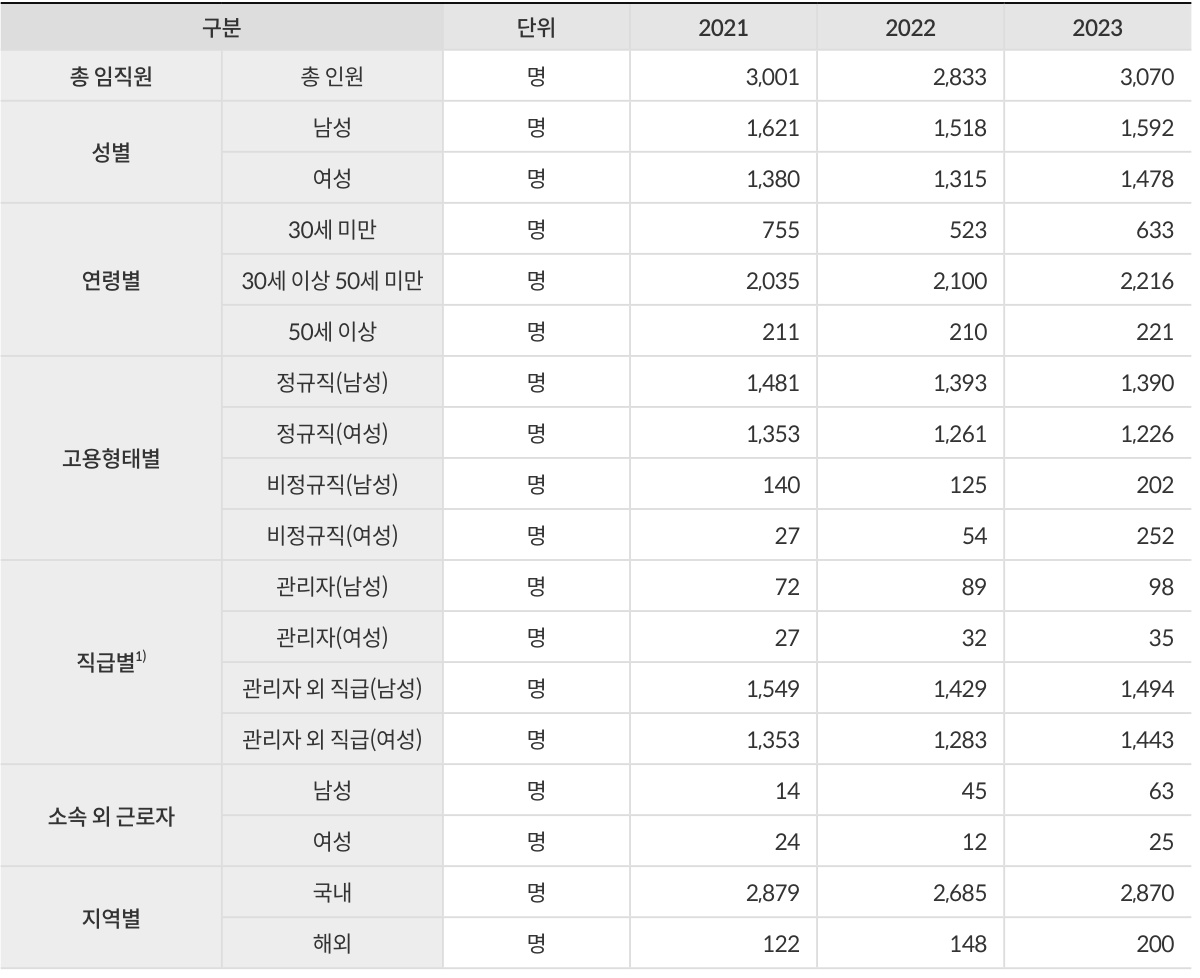 구분 단위 2021 2022 2023
총 임직원 총 인원 명 3,001 2,833 3,070
성별 남성 명 1,621 1,518 1,592
여성 명 1,380 1,315 1,478
연령별 30세 미만 명 755 523 633
30세 이상 50세 미만 명 2,035 2,100 2,216
50세 이상 명 211 210 221
고용형태별 정규직(남성) 명 1,481 1,393 1,390
정규직(여성) 명 1,353 1,261 1,226
비정규직(남성) 명 140 125 202
비정규직(여성) 명 27 54 252
직급별1) 관리자(남성) 명 72 89 98
관리자(여성) 명 27 32 35
관리자 외 직급(남성) 명 1,549 1,429 1,494
관리자 외 직급(여성) 명 1,353 1,283 1,443
소속 외 근로자 남성 명 14 45 63
여성 명 24 12 25
지역별 국내 명 2,879 2,685 2,870
해외 명 122 148 200